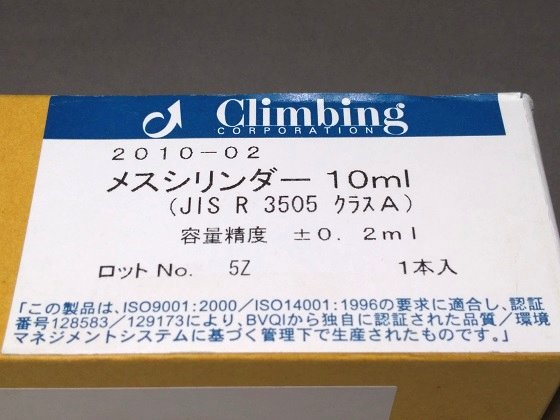 Climbing
CORPORATION
2010-02
メスシリンダー 10ml
(JIS R 3505 クラスA)
容量精度 ±0.2ml
ロットNo. 5Z 1本入
「この製品は、ISO9001:2000/ISO14001:1996の要求に適合し、認証
番号128583/129173により、BVQIから独自に認証された品質/環境
マネジメントシステムに基づく管理下で生産されたものです。」